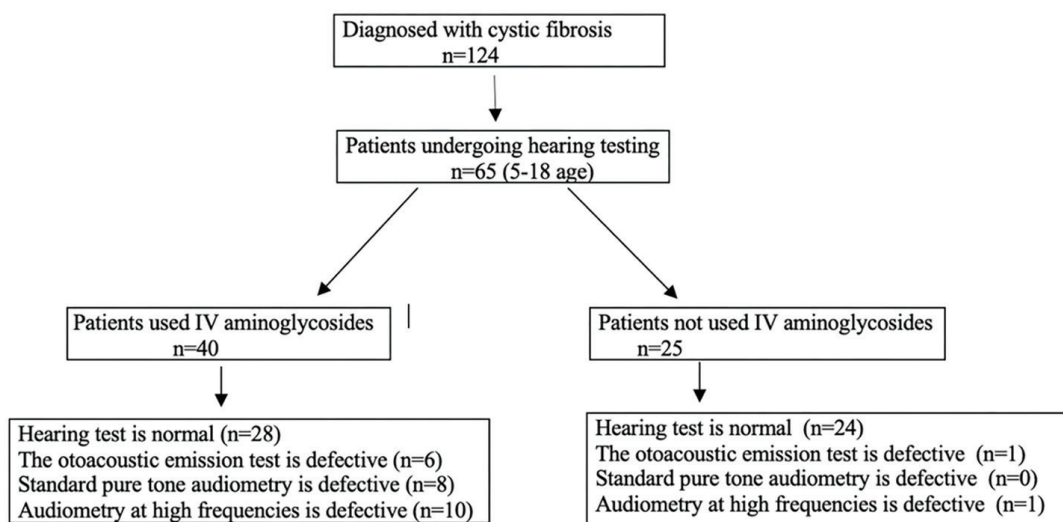 Diagnosed with cystic fibrosis
n=124
Patients undergoing hearing testing
n=65 (5-18 age)
Patients used IV aminoglycosides
n=40
Patients not used IV aminoglycosides
n=25
Hearing test is normal (n=28)
The otoacoustic emission test is defective (n=6)
Standard pure tone audiometry is defective (n=8)
Audiometry at high frequencies is defective (n=10)
Hearing test is normal (n=24)
The otoacoustic emission test is defective (n=1)
Standard pure tone audiometry is defective (n=0)
Audiometry at high frequencies is defective (n=1)